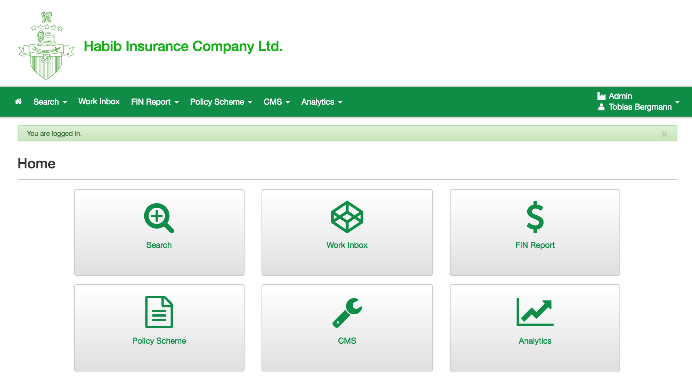 Habib Insurance Company Ltd.
Search Work Inbox FIN Report Policy Scheme CMS Analytics
Admin
Tobias Bergmann
You are logged in.
×
Home
Search Work Inbox FIN Report
Policy Scheme CMS Analytics